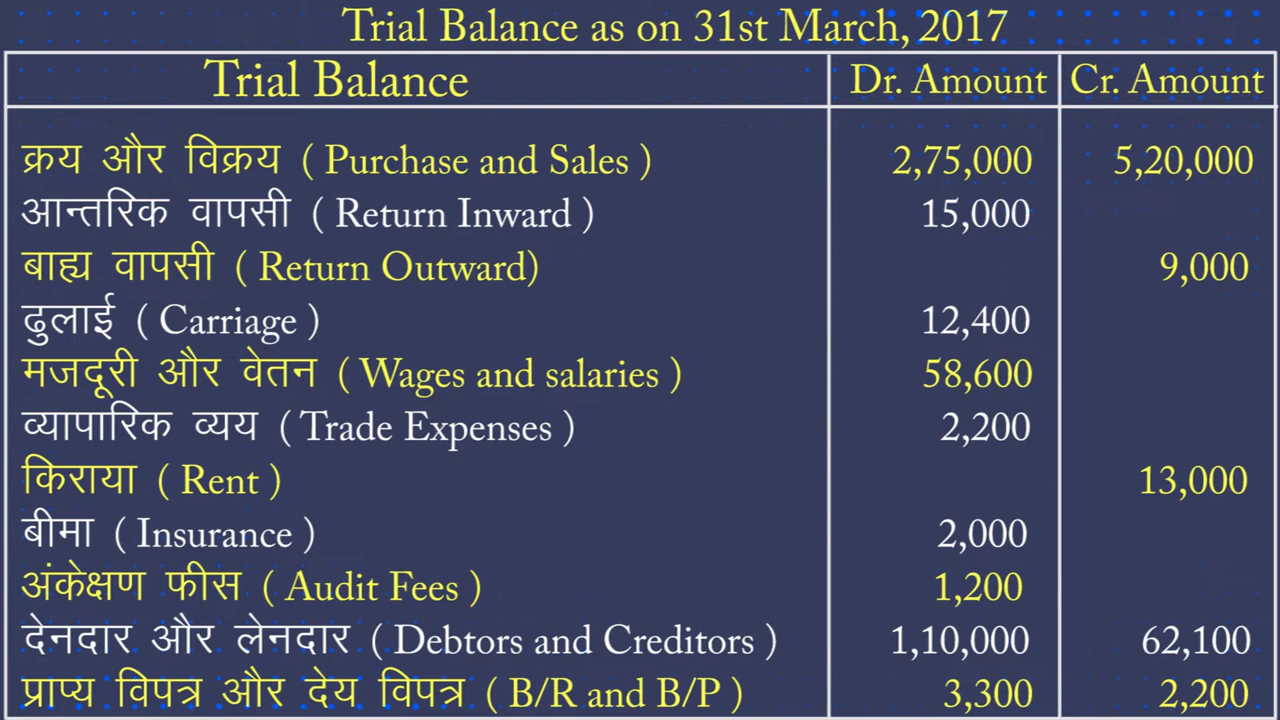 Trial Balance as on 31st March, 2017
Trial Balance Dr. Amount Cr. Amount
क्रय और विक्रय ( Purchase and Sales ) 2,75,000 5,20,000
आन्तरिक वापसी ( Return Inward ) 15,000
बाह्य वापसी ( Return Outward) 9,000
ढुलाई ( Carriage ) 12,400
मजदूरी और वेतन ( Wages and salaries ) 58,600
व्यापारिक व्यय ( Trade Expenses ) 2,200
किराया ( Rent ) 13,000
बीमा ( Insurance ) 2,000
अंकेक्षण फीस ( Audit Fees ) 1,200
देनदार और लेनदार ( Debtors and Creditors ) 1,10,000 62,100
प्राप्य विपत्र और देय विपत्र ( B/R and B/P ) 3,300 2,200